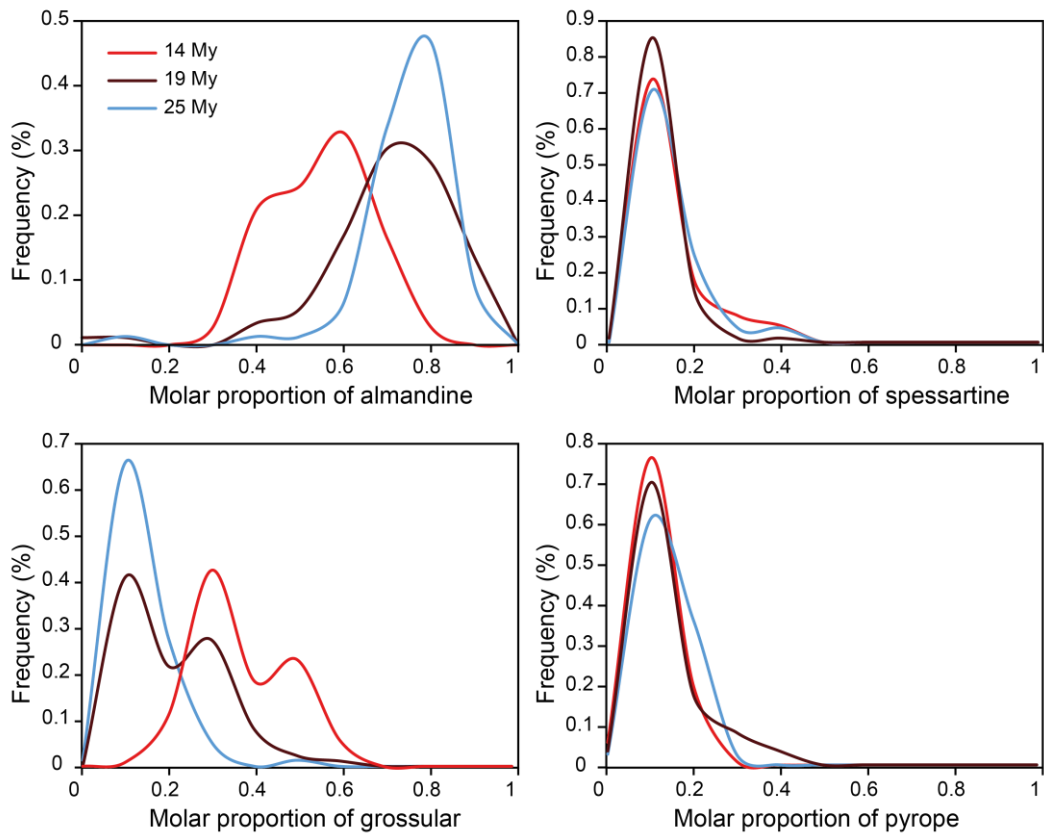 0.5
0.4
0.3
0.2
0.1
0
Frequency (%)
14 My
19 My
25 My
0 0.2 0.4 0.6 0.8 1
Molar proportion of almandine
0.9
0.8
0.7
0.6
0.5
0.4
0.3
0.2
0.1
0
Frequency (%)
0 0.2 0.4 0.6 0.8 1
Molar proportion of spessartine
0.7
0.6
0.5
0.4
0.3
0.2
0.1
0
Frequency (%)
0 0.2 0.4 0.6 0.8 1
Molar proportion of grossular
0.8
0.7
0.6
0.5
0.4
0.3
0.2
0.1
0
Frequency (%)
0 0.2 0.4 0.6 0.8 1
Molar proportion of pyrope